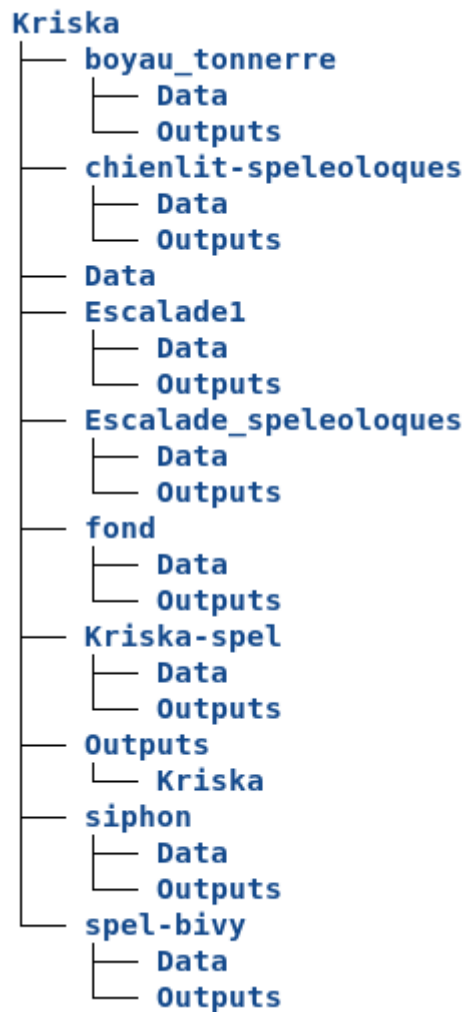 Kriska
boyau_tonnerre
Data
Outputs
chienlit-speleoloques
Data
Outputs
Data
Escalade1
Data
Outputs
Escalade_speleoloques
Data
Outputs
fond
Data
Outputs
Kriska-spel
Data
Outputs
Outputs
Kriska
siphon
Data
Outputs
spel-bivy
Data
Outputs